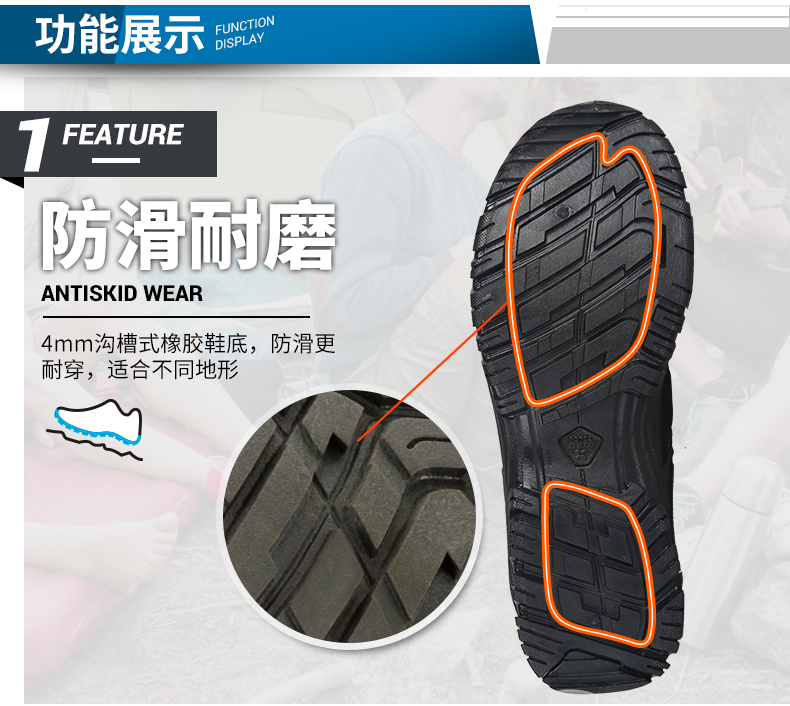 功能展示
FUNCTION
DISPLAY
1 FEATURE
防滑耐磨
ANTISKID WEAR
4mm沟槽式橡胶鞋底，防滑更
耐穿，适合不同地形